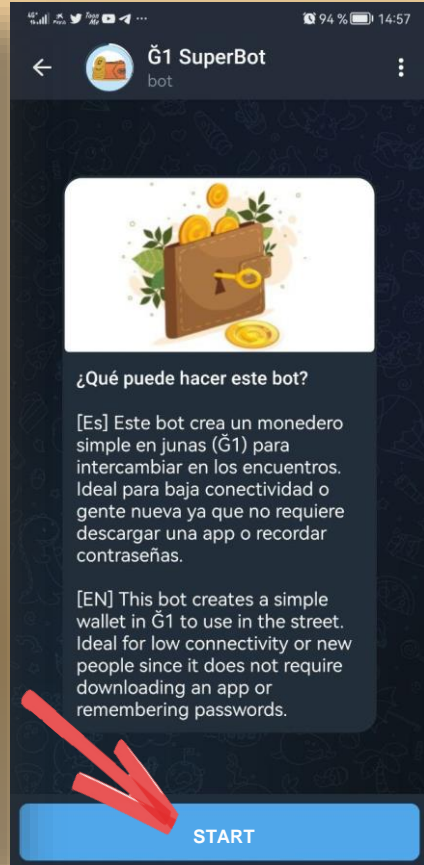 94 % 14:57
Ğ1 SuperBot
bot
¿Qué puede hacer este bot?
[Es] Este bot crea un monedero
simple en junas (Ğ1) para
intercambiar en los encuentros.
Ideal para baja conectividad o
gente nueva ya que no requiere
descargar una app o recordar
contraseñas.
[EN] This bot creates a simple
wallet in Ğ1 to use in the street.
Ideal for low connectivity or new
people since it does not require
downloading an app or
remembering passwords.
START